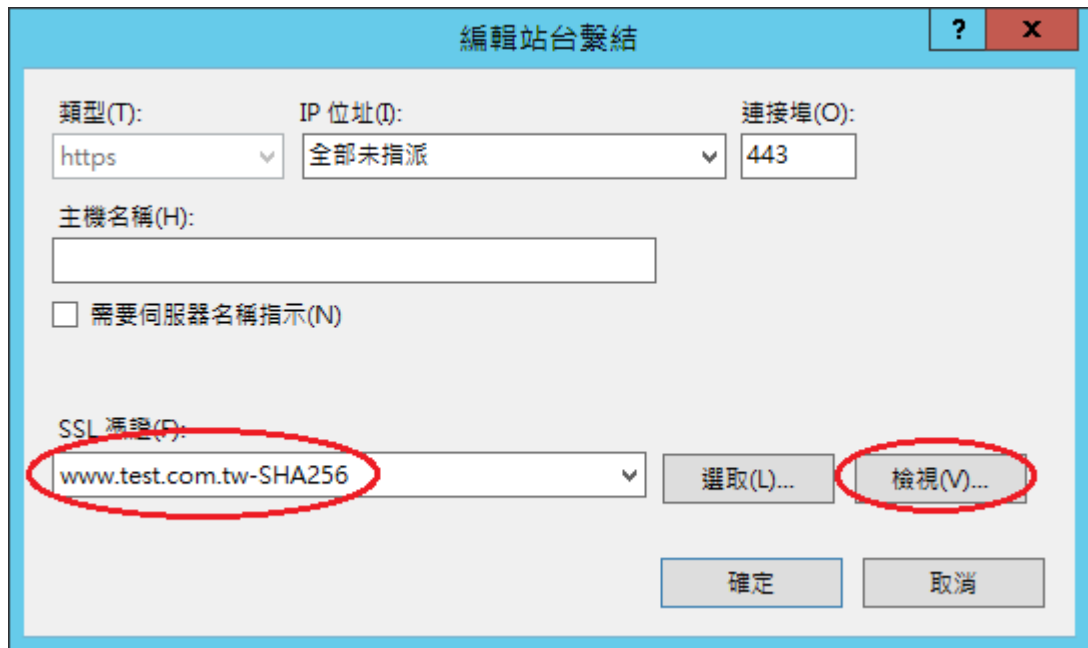 編輯站台繫結
?
x
類型(T):
IP 位址(I):
連接埠(O):
https
全部未指派
443
主機名稱(H):
需要伺服器名稱指示(N)
SSL 憑證(F):
www.test.com.tw-SHA256
選取(L)...
檢視(V)...
確定
取消